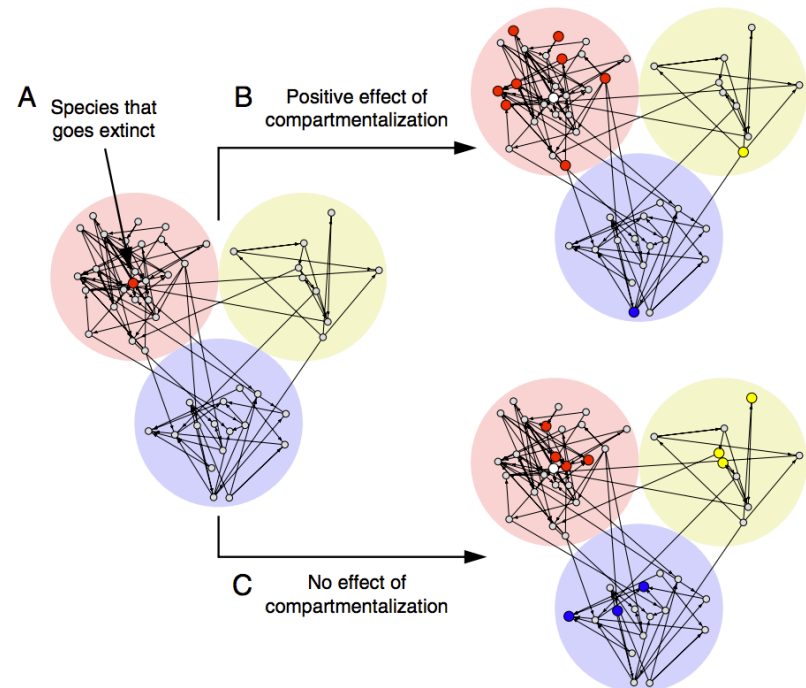 A
Species that
goes extinct
B
Positive effect of
compartmentalization
C
No effect of
compartmentalization